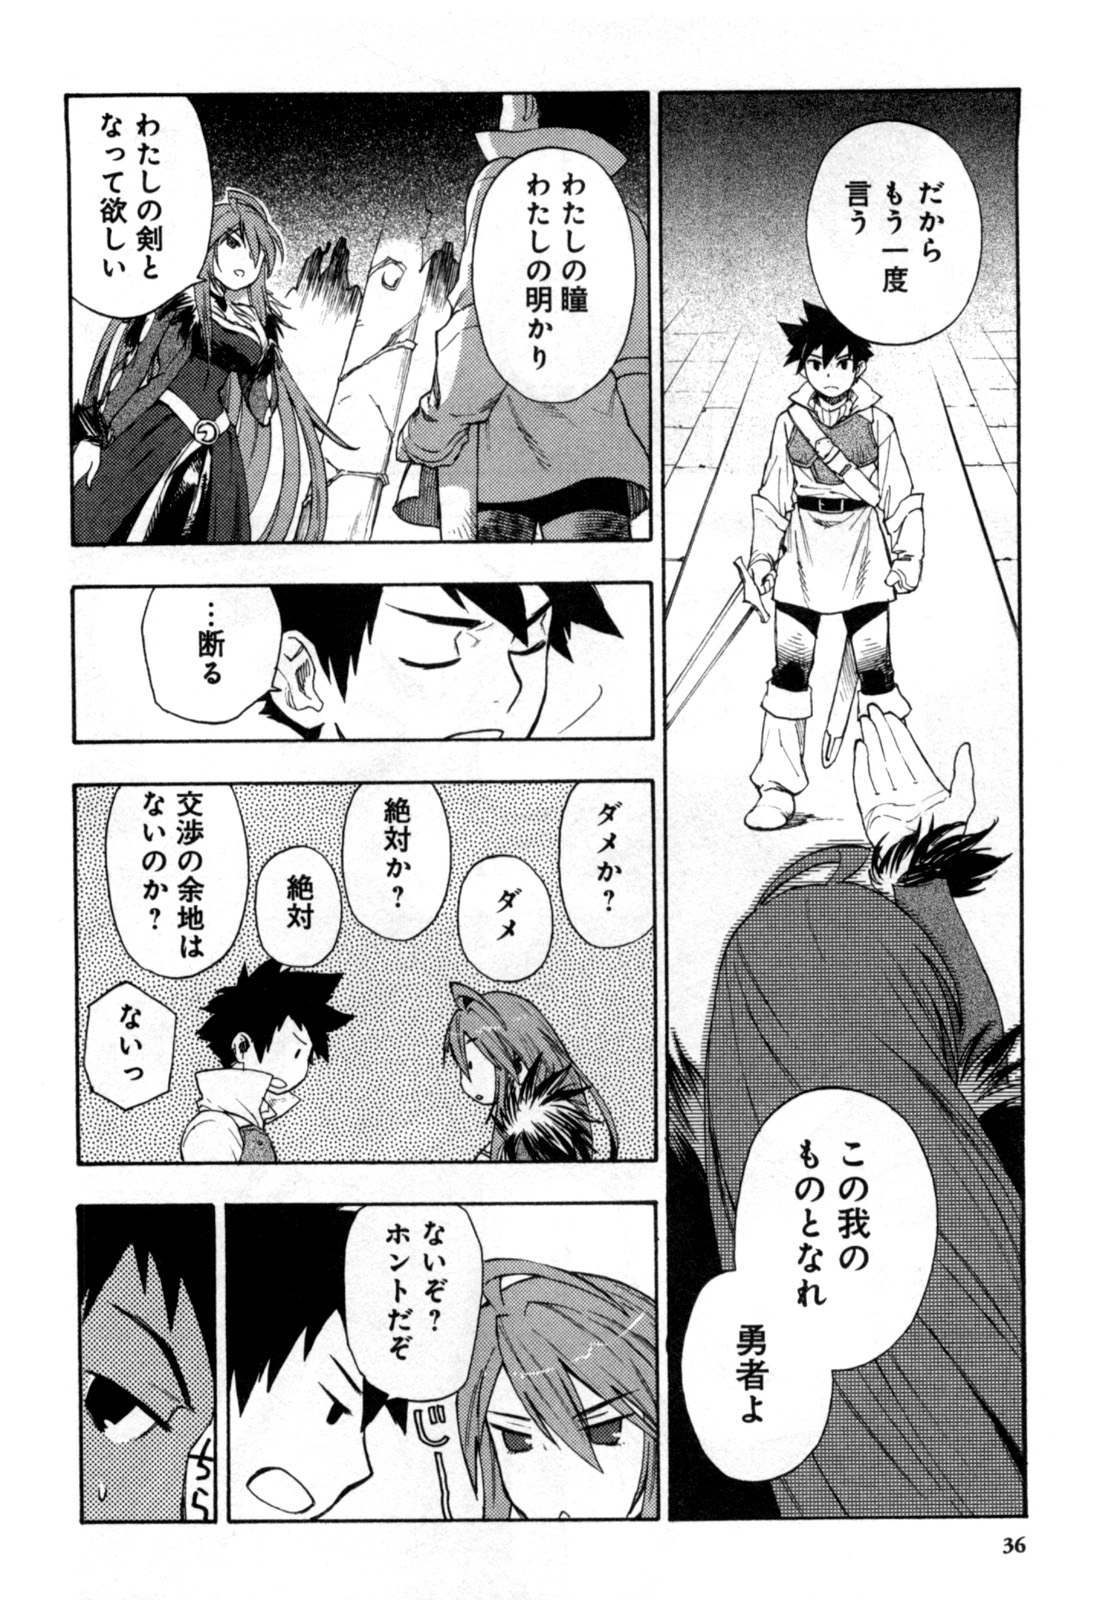 だから
もう一度
言う
この我の
ものとなれ
勇者よ
わたしの瞳
わたしの明かり
わたしの剣と
なって欲しい
…断る
ダメか?
ダメ
絶対か?
絶対
交渉の余地は
ないのか?
ないっ
ないぞ?
ホントだぞ
じー
ちら
36